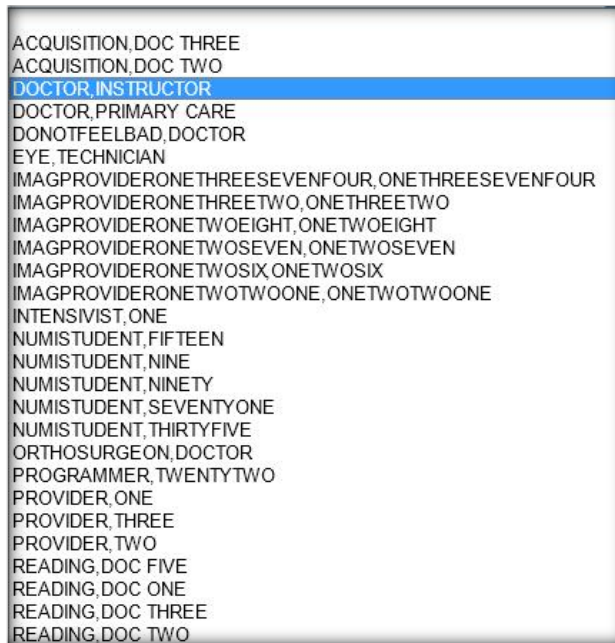 ACQUISITION,DOC THREE
ACQUISITION,DOC TWO
DOCTOR,INSTRUCTOR
DOCTOR,PRIMARY CARE
DONOTFEELBAD,DOCTOR
EYE,TECHNICIAN
IMAGPROVIDERONETHREESEVENFOUR,ONETHREESEVENFOUR
IMAGPROVIDERONETHREETWO,ONETHREETWO
IMAGPROVIDERONETWOEIGHT,ONETWOEIGHT
IMAGPROVIDERONETWOSEVEN,ONETWOSEVEN
IMAGPROVIDERONETWOSIX,ONETWOSIX
IMAGPROVIDERONETWOTWOONE,ONETWOTWOONE
INTENSIVIST,ONE
NUMISTUDENT,FIFTEEN
NUMISTUDENT,NINE
NUMISTUDENT,NINETY
NUMISTUDENT,SEVENTYONE
NUMISTUDENT,THIRTYFIVE
ORTHOSURGEON,DOCTOR
PROGRAMMER,TWENTYTWO
PROVIDER,ONE
PROVIDER,THREE
PROVIDER,TWO
READING,DOC FIVE
READING,DOC ONE
READING,DOC THREE
READING,DOC TWO